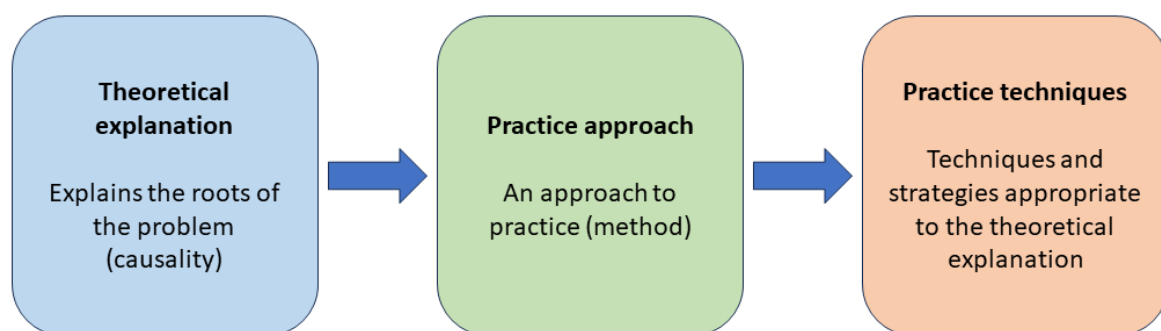 Theoretical
explanation
Explains the roots of
the problem
(causality)
Practice approach
An approach to
practice (method)
Practice techniques
Techniques and
strategies appropriate
to the theoretical
explanation